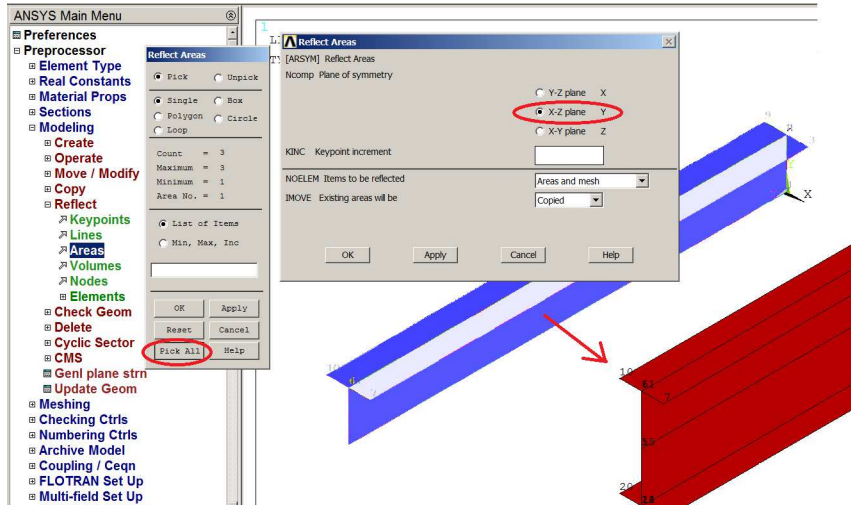 ANSYS Main Menu
Preferences
Preprocessor
Element Type
Real Constants
Material Props
Sections
Modeling
Create
Operate
Move / Modify
Copy
Reflect
Keypoints
Lines
Areas
Volumes
Nodes
Elements
Check Geom
Delete
Cyclic Sector
CMS
Genl plane strn
Update Geom
Meshing
Checking Ctrls
Numbering Ctrls
Archive Model
Coupling / Ceqn
FLOTRAN Set Up
Multi-field Set Up
Reflect Areas
Pick Unpick
Single Box
Polygon Circle
Loop
Count = 3
Maximum = 3
Minimum = 1
Area No. = 1
List of Items
Min, Max, Inc
OK Apply
Reset Cancel
Pick All Help
1
Reflect Areas
[ARSYM] Reflect Areas
Ncomp Plane of symmetry
Y-Z plane X
X-Z plane Y
X-Y plane Z
KINC Keypoint increment
NOELEM Items to be reflected
Areas and mesh
IMOVE Existing areas will be
Copied
OK Apply Cancel Help
X
10
7
20